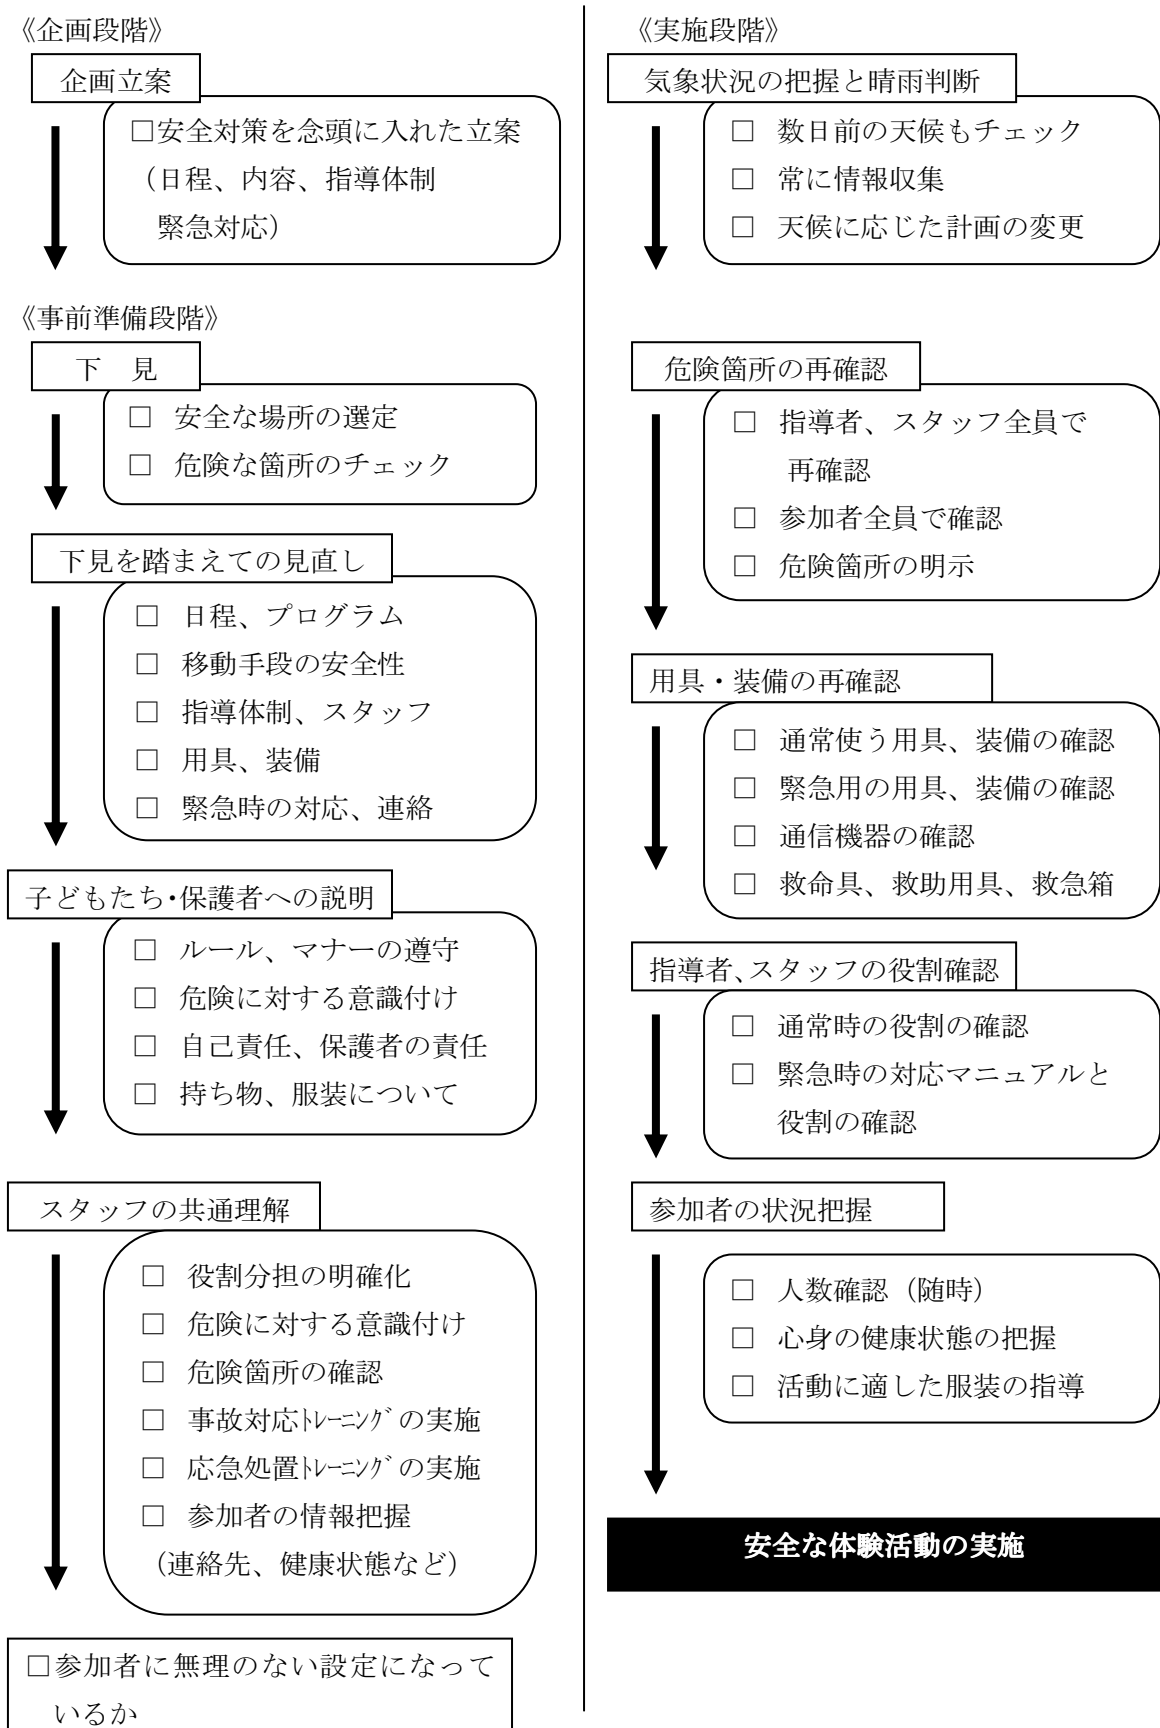 《企画段階》
企画立案
□安全対策を念頭に入れた立案
（日程、内容、指導体制
緊急対応）
《事前準備段階》
下　見
□　安全な場所の選定
□　危険な箇所のチェック
下見を踏まえての見直し
□　日程、プログラム
□　移動手段の安全性
□　指導体制、スタッフ
□　用具、装備
□　緊急時の対応、連絡
子どもたち・保護者への説明
□　ルール、マナーの遵守
□　危険に対する意識付け
□　自己責任、保護者の責任
□　持ち物、服装について
スタッフの共通理解
□　役割分担の明確化
□　危険に対する意識付け
□　危険箇所の確認
□　事故対応ﾄﾚｰﾆﾝｸﾞの実施
□　応急処置ﾄﾚｰﾆﾝｸﾞの実施
□　参加者の情報把握
（連絡先、健康状態など）
□参加者に無理のない設定になって
いるか
《実施段階》
気象状況の把握と晴雨判断
□　数日前の天候もチェック
□　常に情報収集
□　天候に応じた計画の変更
危険箇所の再確認
□　指導者、スタッフ全員で
再確認
□　参加者全員で確認
□　危険箇所の明示
用具・装備の再確認
□　通常使う用具、装備の確認
□　緊急用の用具、装備の確認
□　通信機器の確認
□　救命具、救助用具、救急箱
指導者、スタッフの役割確認
□　通常時の役割の確認
□　緊急時の対応マニュアルと
役割の確認
参加者の状況把握
□　人数確認（随時）
□　心身の健康状態の把握
□　活動に適した服装の指導
安全な体験活動の実施